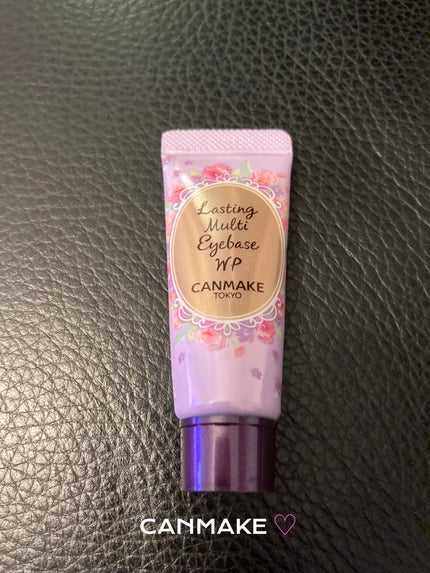 Lasting
Multi
Eyebase
WP
CANMAKE
TOKYO
CANMAKE♡